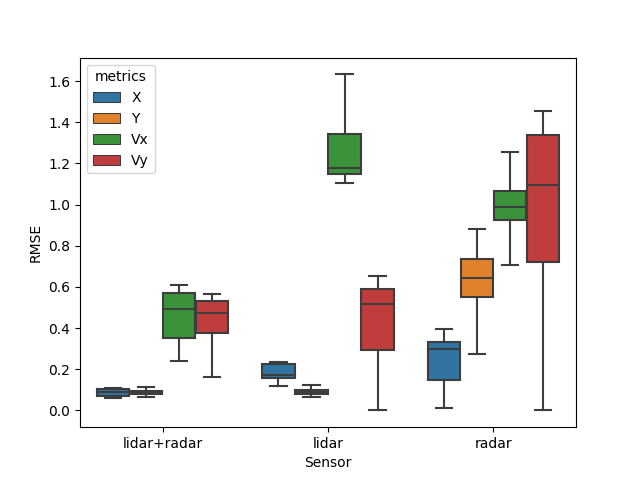 metrics
X
Y
Vx
Vy
RMSE
1.6
1.4
1.2
1.0
0.8
0.6
0.4
0.2
0.0
lidar+radar
lidar
radar
Sensor